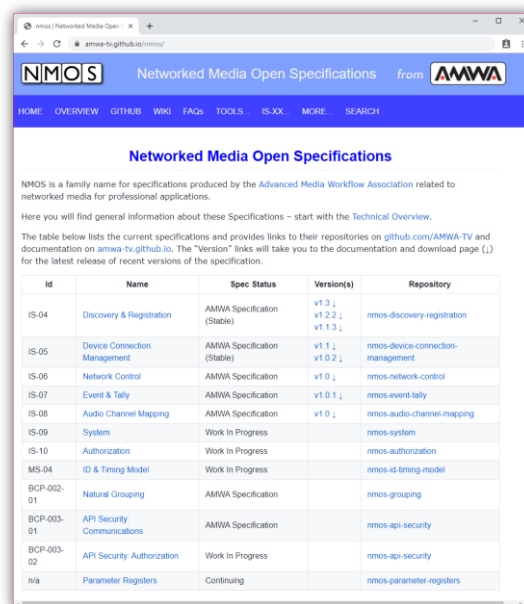 nmos | Networked Media Open S
amwa-tv.github.io/nmos/
NMOS Networked Media Open Specifications from AMWA
HOME OVERVIEW GITHUB WIKI FAQs TOOLS... IS-XX... MORE... SEARCH
Networked Media Open Specifications
NMOS is a family name for specifications produced by the Advanced Media Workflow Association related to
networked media for professional applications.
Here you will find general information about these Specifications – start with the Technical Overview.
The table below lists the current specifications and provides links to their repositories on github.com/AMWA-TV and
documentation on amwa-tv.github.io. The "Version" links will take you to the documentation and download page (↓)
for the latest release of recent versions of the specification.
Id Name Spec Status Version(s) Repository
IS-04 Discovery & Registration AMWA Specification (Stable) v1.3 ↓ v1.2.2 ↓ v1.1.3 ↓ nmos-discovery-registration
IS-05 Device Connection Management AMWA Specification (Stable) v1.1 ↓ v1.0.2 ↓ nmos-device-connection-management
IS-06 Network Control AMWA Specification v1.0 ↓ nmos-network-control
IS-07 Event & Tally AMWA Specification v1.0.1 ↓ nmos-event-tally
IS-08 Audio Channel Mapping AMWA Specification v1.0 ↓ nmos-audio-channel-mapping
IS-09 System Work In Progress nmos-system
IS-10 Authorization Work In Progress nmos-authorization
MS-04 ID & Timing Model Work In Progress nmos-id-timing-model
BCP-002-01 Natural Grouping AMWA Specification nmos-grouping
BCP-003-01 API Security: Communications AMWA Specification nmos-api-security
BCP-003-02 API Security: Authorization Work In Progress nmos-api-security
n/a Parameter Registers Continuing nmos-parameter-registers